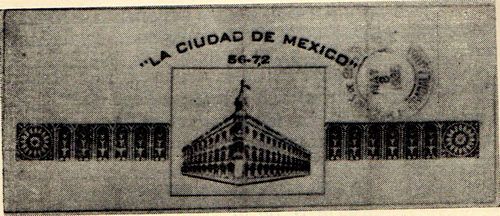 "LA CIUDAD DE MEXICO"
56-72